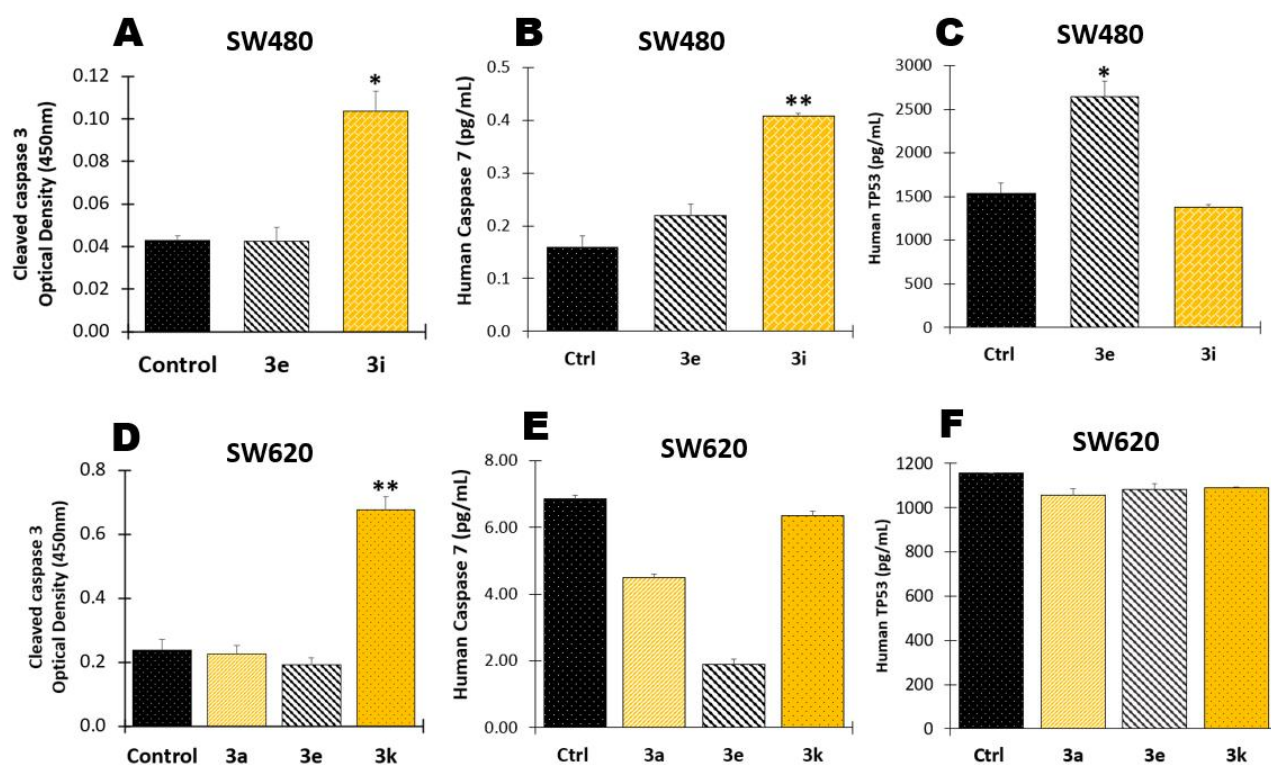 A
SW480
Cleaved caspase 3
Optical Density (450nm)
0.12
0.10
0.08
0.06
0.04
0.02
0.00
*
Control 3e 3i
B
SW480
Human Caspase 7 (pg/mL)
0.5
0.4
0.3
0.2
0.1
0.0
**
Ctrl 3e 3i
C
SW480
Human TP53 (pg/mL)
3000
2500
2000
1500
1000
500
0
*
Ctrl 3e 3i
D
SW620
Cleaved caspase 3
Optical Density (450nm)
0.8
0.6
0.4
0.2
0.0
**
Control 3a 3e 3k
E
SW620
Human Caspase 7 (pg/mL)
8.00
6.00
4.00
2.00
0.00
Ctrl 3a 3e 3k
F
SW620
Human TP53 (pg/mL)
1200
1000
800
600
400
200
0
Ctrl 3a 3e 3k